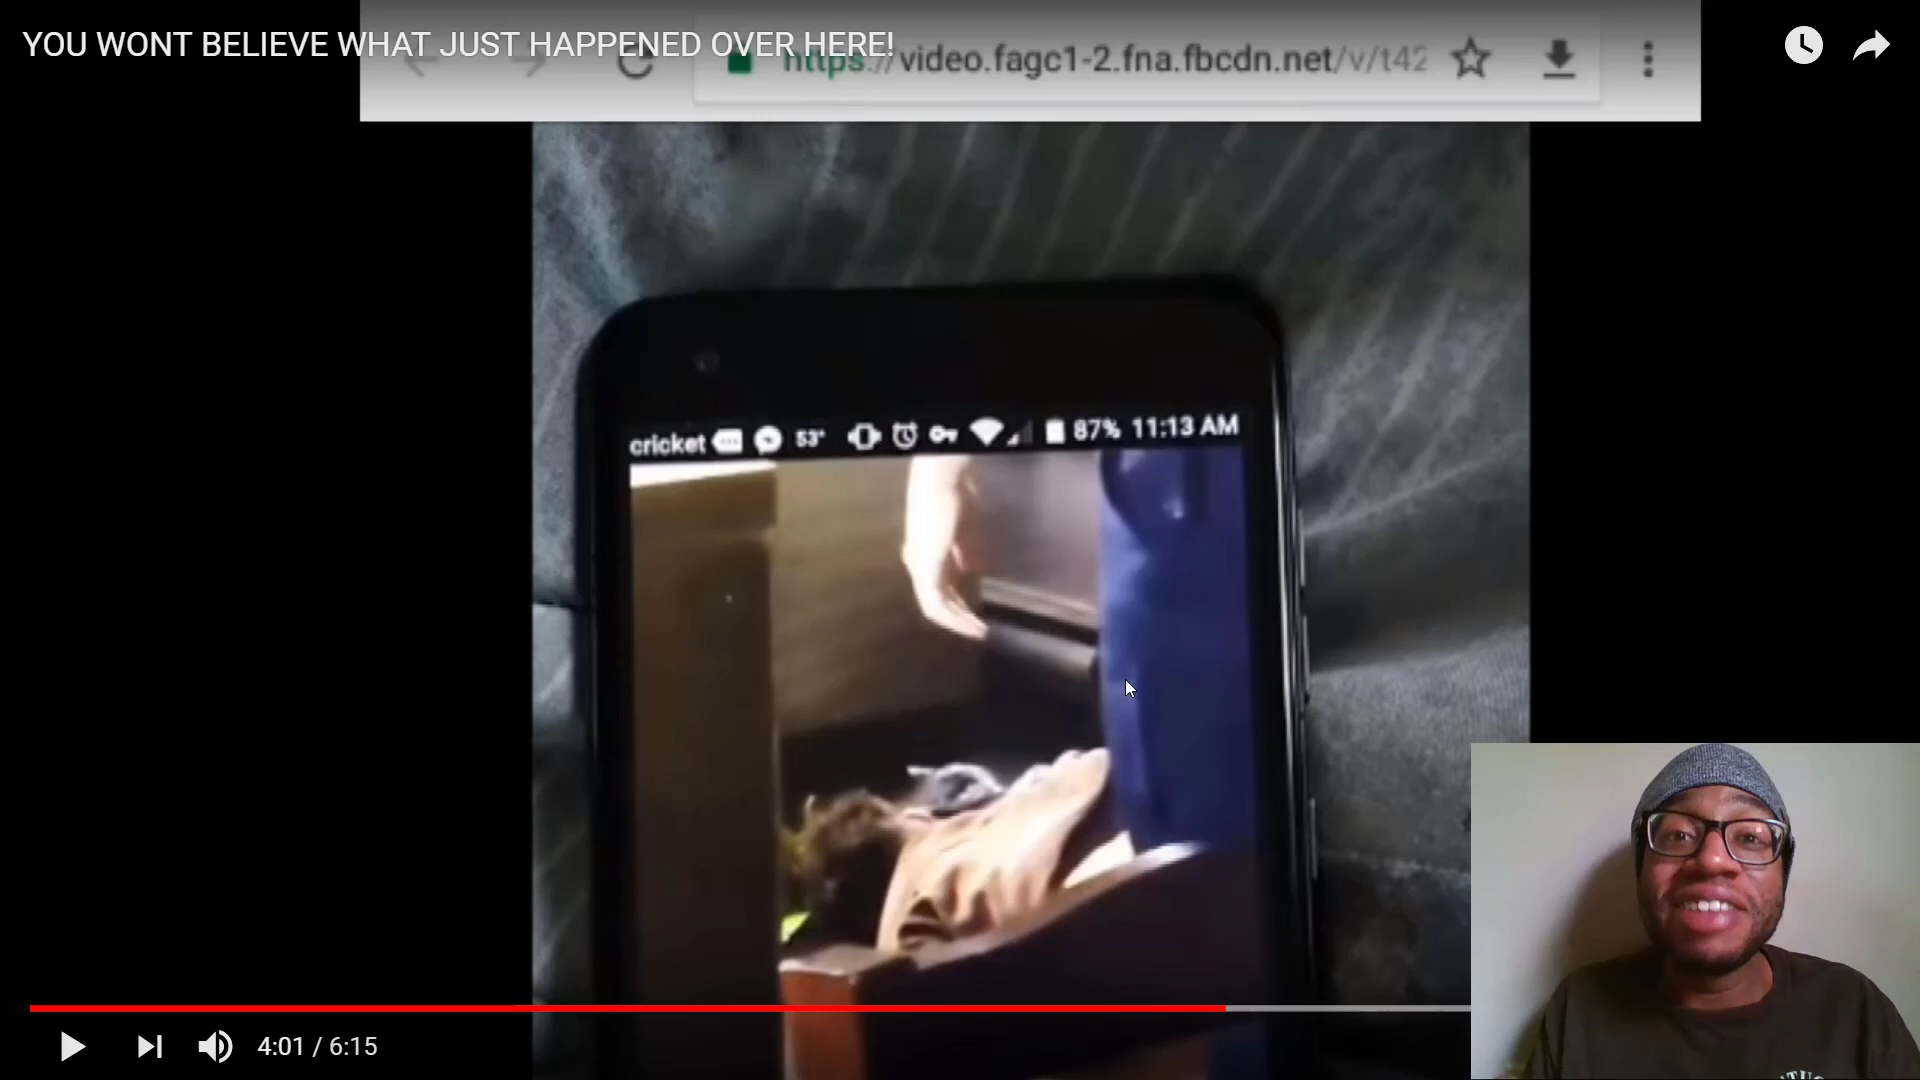 YOU WONT BELIEVE WHAT JUST HAPPENED OVER HERE!
https://video.fagc1-2.fna.fbcdn.net/v/t42
cricket 53° 87% 11:13 AM
4:01 / 6:15